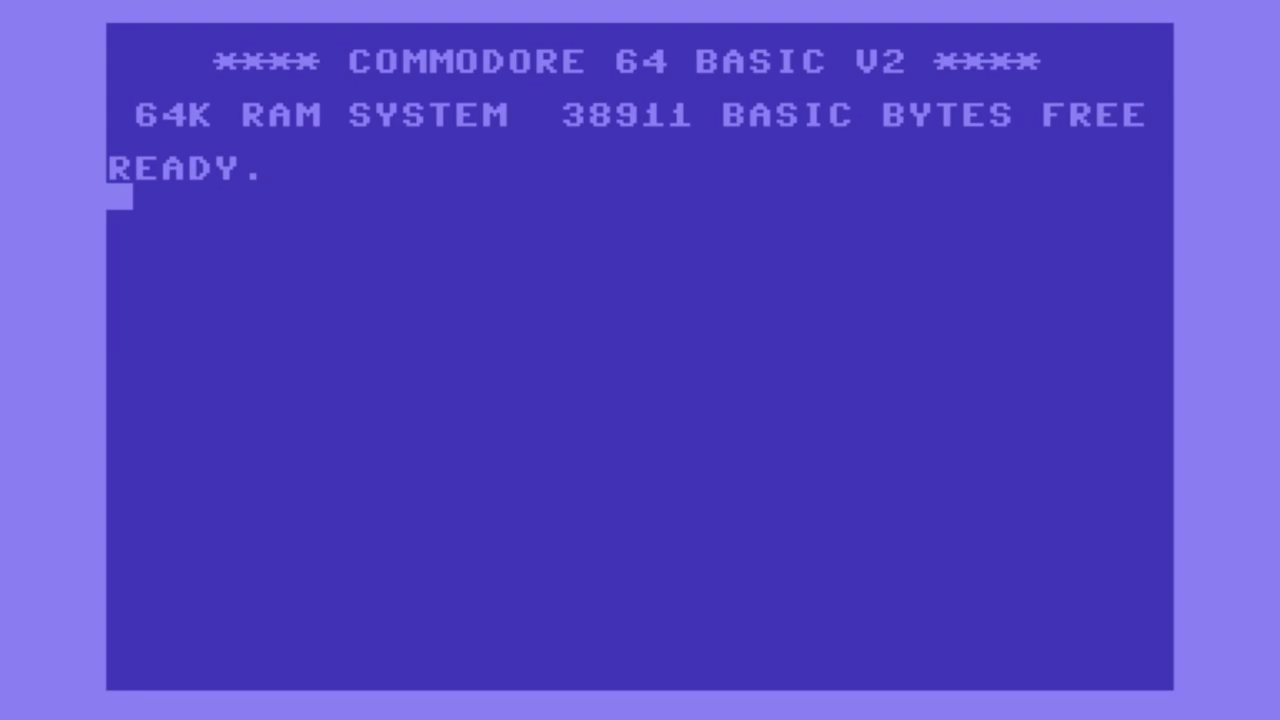 **** COMMODORE 64 BASIC V2 ****
64K RAM SYSTEM  38911 BASIC BYTES FREE
READY.